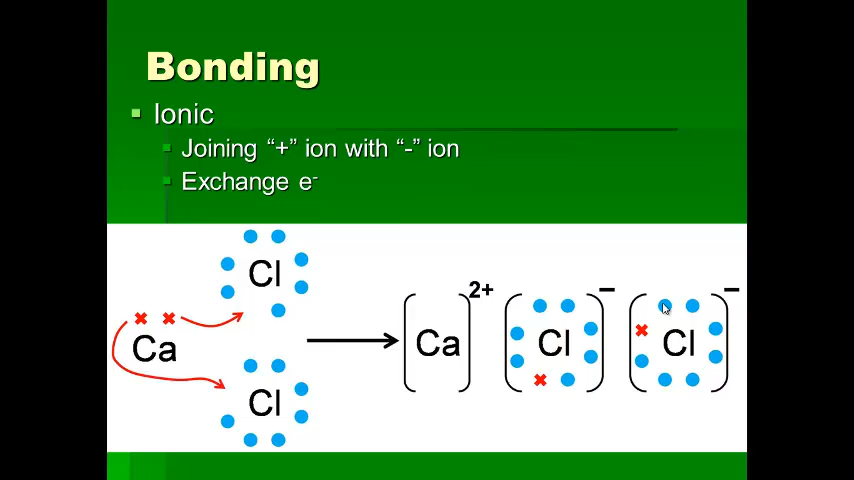 Bonding
Ionic
Joining “+” ion with “-” ion
Exchange e-
Cl
Ca
Cl
Ca 2+ Cl − Cl −